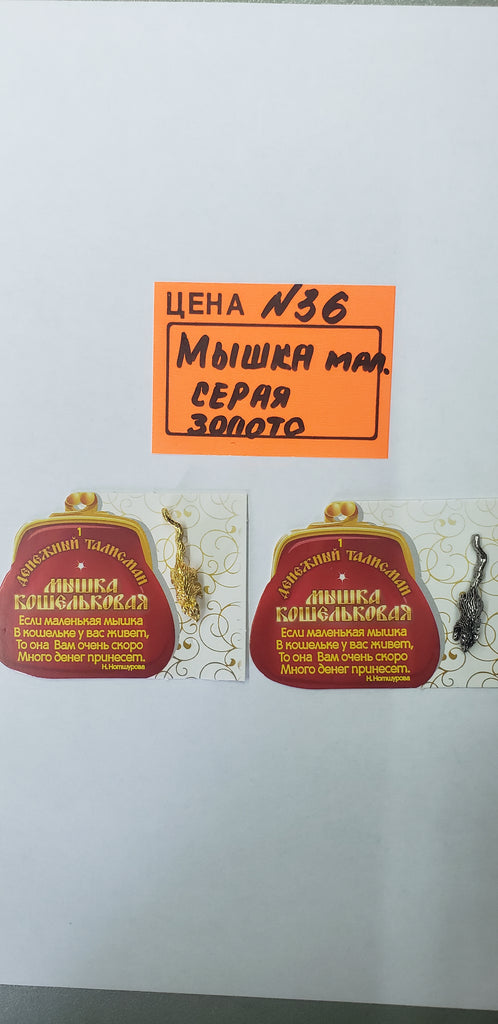 ЦЕНА N36
МЫШКА МАЛ.
СЕРАЯ
ЗОЛОТО
1
ДЕНЕЖНЫЙ ТАЛИСМАН
МЫШКА
КОШЕЛЬКОВАЯ
Если маленькая мышка
В кошельке у вас живет,
То она Вам очень скоро
Много денег принесет.
Н.Нотшурова
1
ДЕНЕЖНЫЙ ТАЛИСМАН
МЫШКА
КОШЕЛЬКОВАЯ
Если маленькая мышка
В кошельке у вас живет,
То она Вам очень скоро
Много денег принесет.
Н.Нотшурова